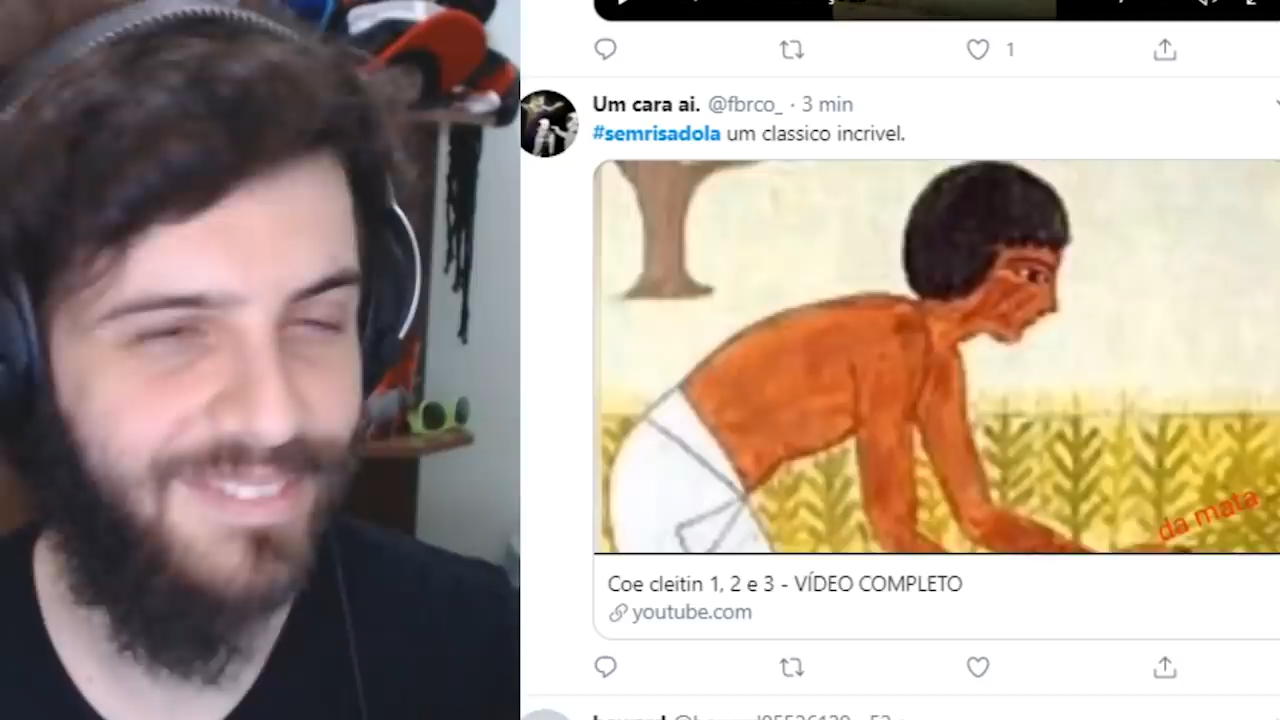 1
Um cara ai. @fbrco_ · 3 min
#semrisadola um classico incrivel.
da mata
Coe cleitin 1, 2 e 3 - VÍDEO COMPLETO
youtube.com